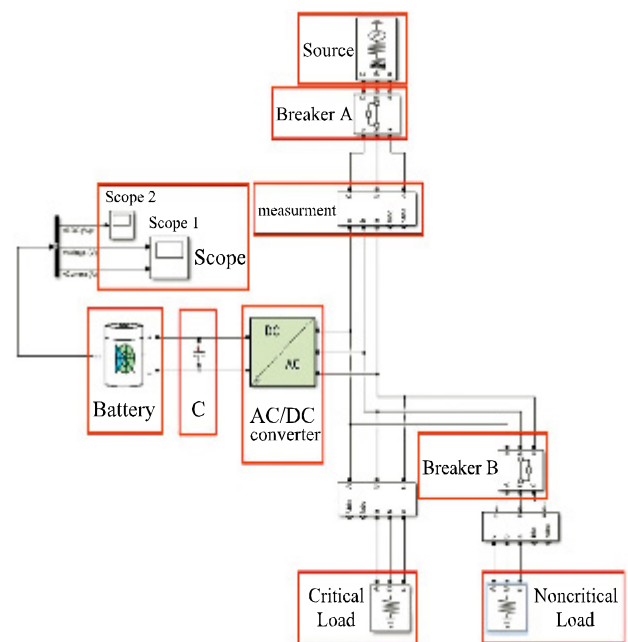 Source
Breaker A
measurment
Scope 2
Scope 1
Scope
DC
AC
Battery
C
AC/DC
converter
Breaker B
Critical
Load
Noncritical
Load